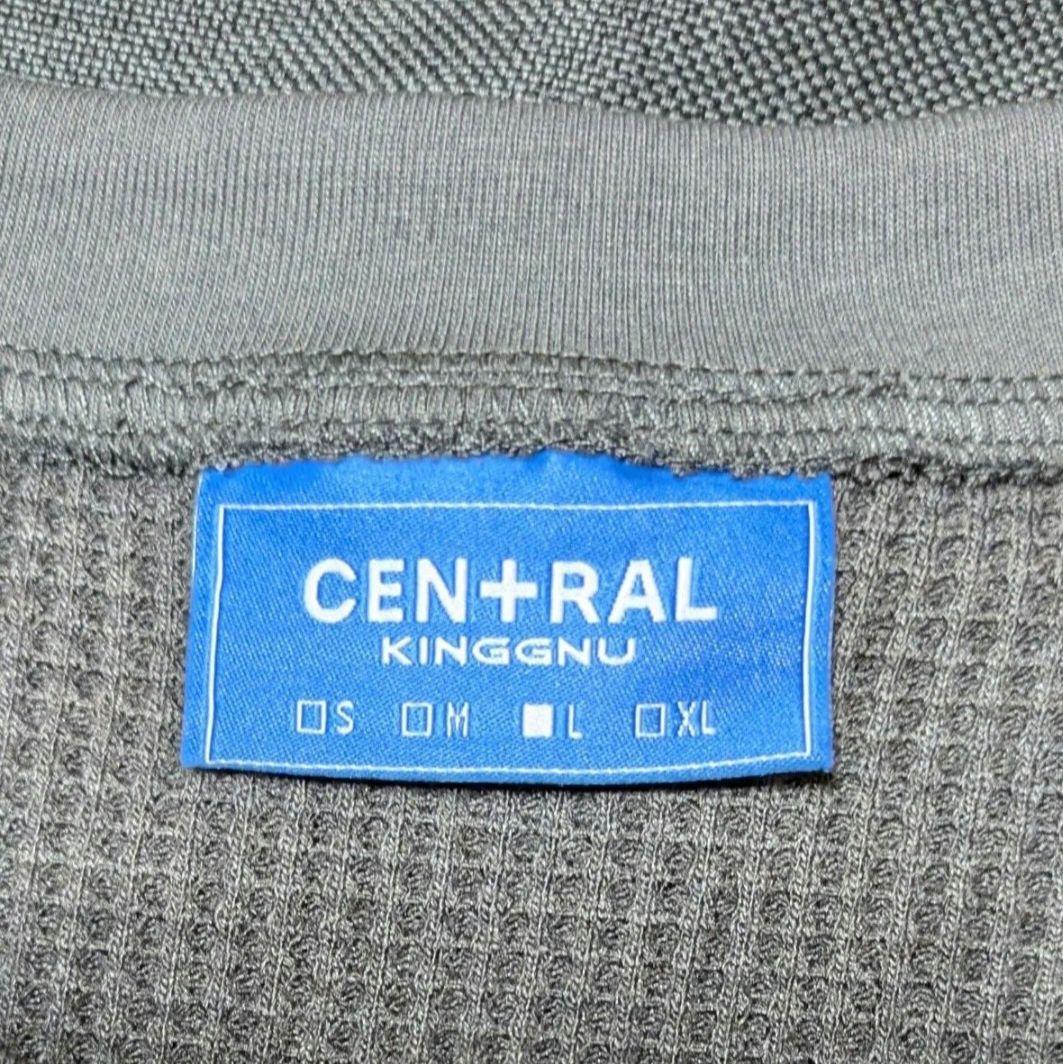 CEN+RAL
KINGGNU
□S □M ■L □XL